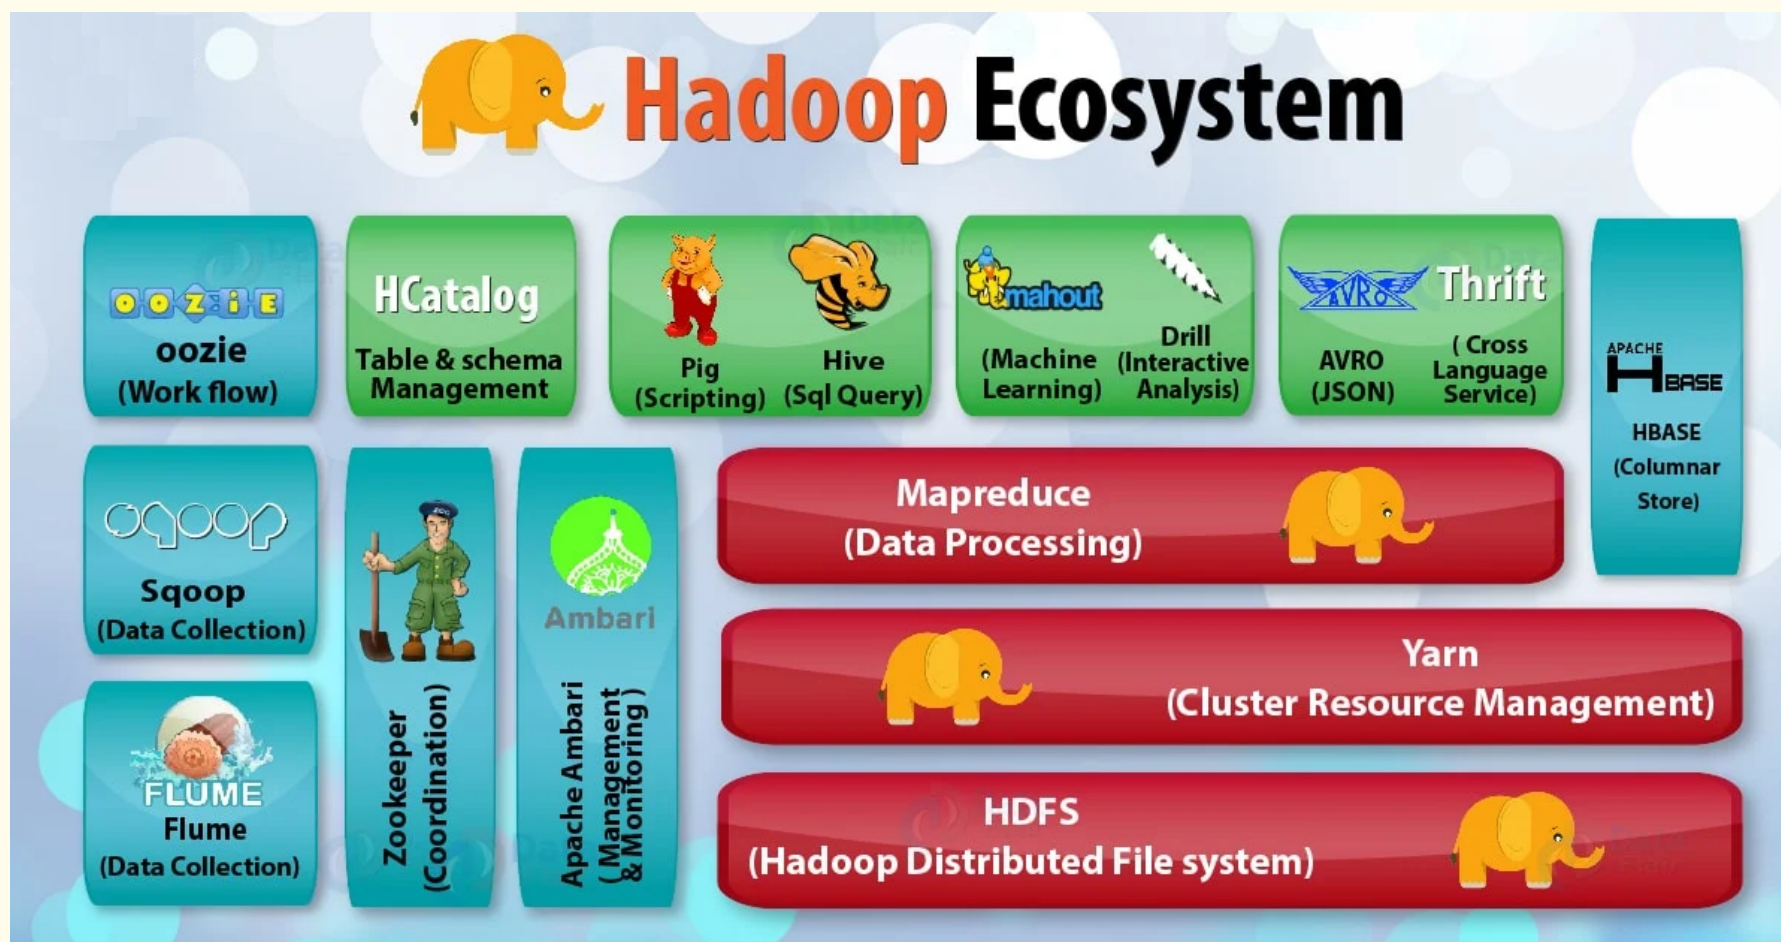 Hadoop Ecosystem
OOZiE
oozie
(Work flow)
HCatalog
Table & schema
Management
Pig
(Scripting)
Hive
(Sql Query)
mahout
(Machine
Learning)
Drill
(Interactive
Analysis)
AVRO
AVRO
(JSON)
Thrift
( Cross
Language
Service)
APACHE
HBASE
HBASE
(Columnar
Store)
sqoop
Sqoop
(Data Collection)
FLUME
Flume
(Data Collection)
ZOO
Zookeeper
(Coordination)
Ambari
Apache Ambari
( Management
& Monitoring )
Mapreduce
(Data Processing)
Yarn
(Cluster Resource Management)
HDFS
(Hadoop Distributed File system)